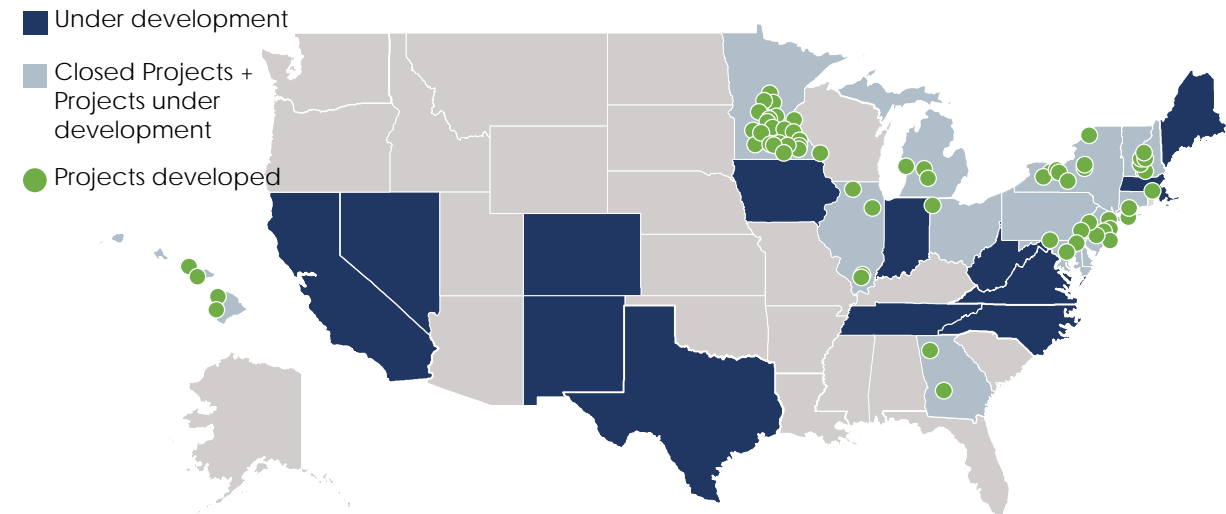 Under development
Closed Projects +
Projects under
development
Projects developed